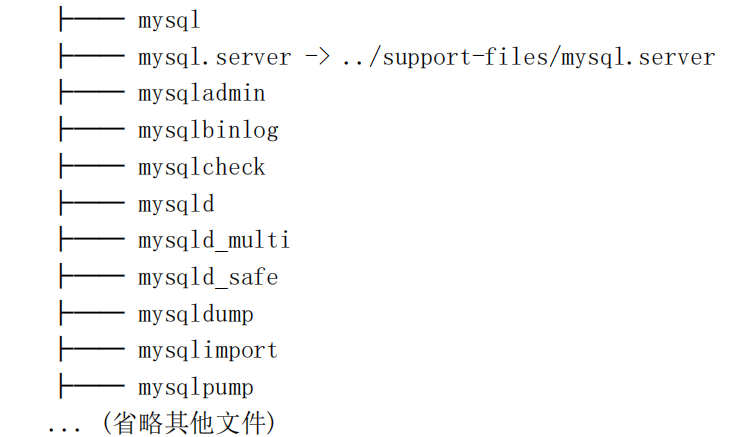 ├── mysql
├── mysql.server -> ../support-files/mysql.server
├── mysqladmin
├── mysqlbinlog
├── mysqlcheck
├── mysqld
├── mysqld_multi
├── mysqld_safe
├── mysqldump
├── mysqlimport
├── mysqlpump
... (省略其他文件)